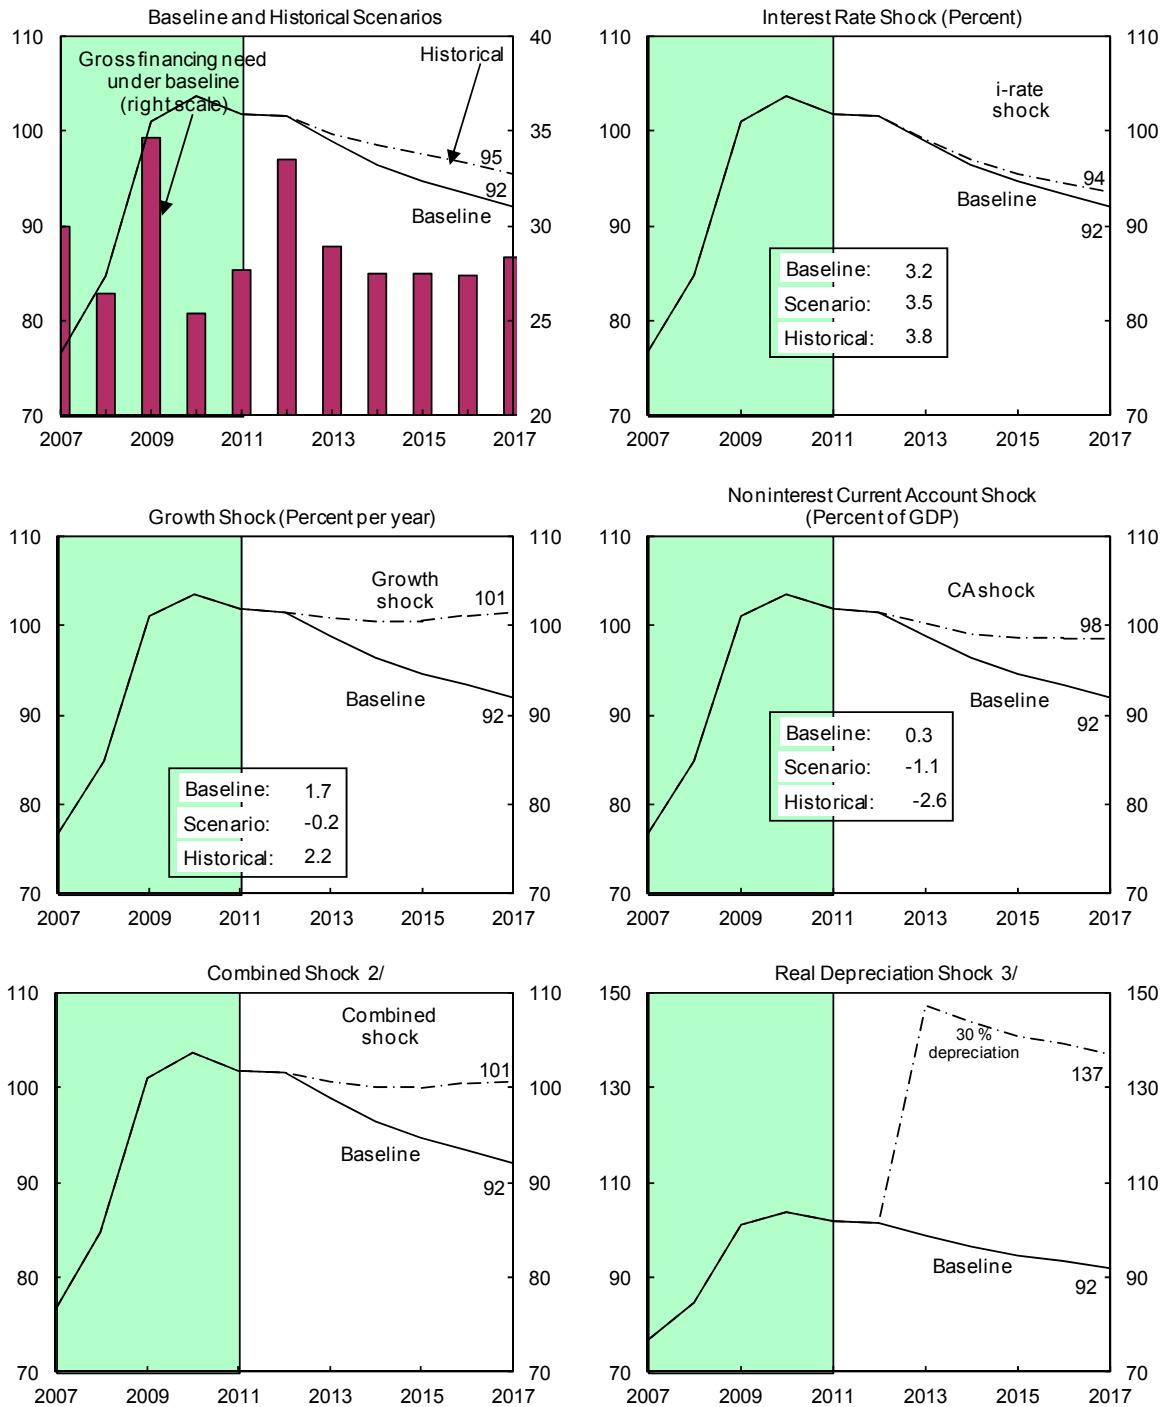 Baseline and Historical Scenarios
110
100
90
80
70
40
35
30
25
20
Gross financing need
under baseline
(right scale)
Historical
95
92
Baseline
2007 2009 2011 2013 2015 2017
Interest Rate Shock (Percent)
110
100
90
80
70
110
100
90
80
70
i-rate
shock
94
Baseline
92
Baseline: 3.2
Scenario: 3.5
Historical: 3.8
2007 2009 2011 2013 2015 2017
Growth Shock (Percent per year)
110
100
90
80
70
110
100
90
80
70
Growth
shock
101
Baseline
92
Baseline: 1.7
Scenario: -0.2
Historical: 2.2
2007 2009 2011 2013 2015 2017
Noninterest Current Account Shock
(Percent of GDP)
110
100
90
80
70
110
100
90
80
70
CA shock
98
Baseline
92
Baseline: 0.3
Scenario: -1.1
Historical: -2.6
2007 2009 2011 2013 2015 2017
Combined Shock 2/
110
100
90
80
70
110
100
90
80
70
Combined
shock
101
Baseline
92
2007 2009 2011 2013 2015 2017
Real Depreciation Shock 3/
150
130
110
90
70
150
130
110
90
70
30 %
depreciation
137
Baseline
92
2007 2009 2011 2013 2015 2017